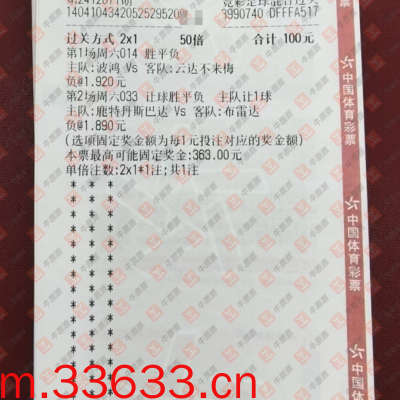 14041043420525295209
3990740 DFFFA517
过关方式 2x1 50倍 合计 100元
第1场周六014 胜平负
主队:波鸿 Vs 客队:云达不来梅
负@1.920元
第2场周六033 让球胜平负 主队让1球
主队:鹿特丹斯巴达 Vs 客队:布雷达
负@1.890元
(选项固定奖金额为每1元投注对应的奖金额)
本票最高可能固定奖金:363.00元
单倍注数:2x1*1注;共1注
* * *
* * *
* * *
* * *
* * *
* * *
* * *
* * *
* * *
* * *
* * *
* * *
中国体育彩票
中国体育彩票
中国体育彩票
m.33633.cn